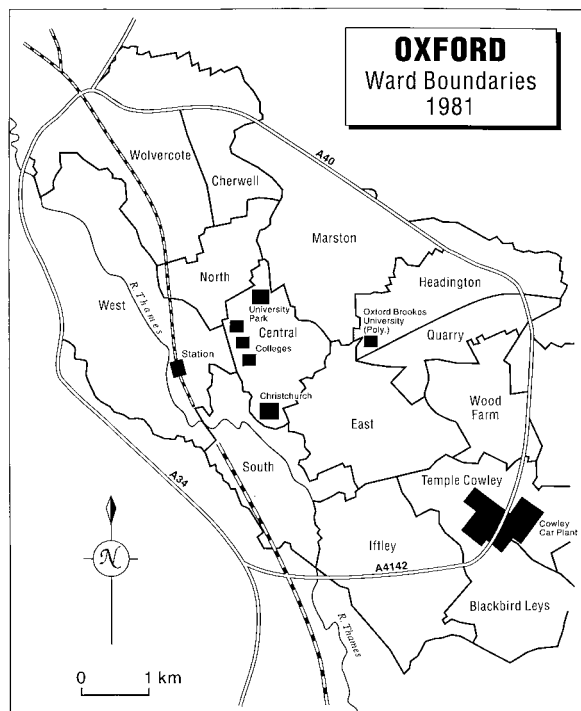 OXFORD
Ward Boundaries
1981
A40
Wolvercote
Cherwell
Marston
North
Headington
West
R. Thames
University
Park
Central
Oxford Brookes
University
(Poly.)
Quarry
Station
Colleges
Christchurch
East
Wood
Farm
South
A34
Temple Cowley
Cowley
Car Plant
Iffley
N
A4142
Blackbird Leys
R. Thames
0 1 km